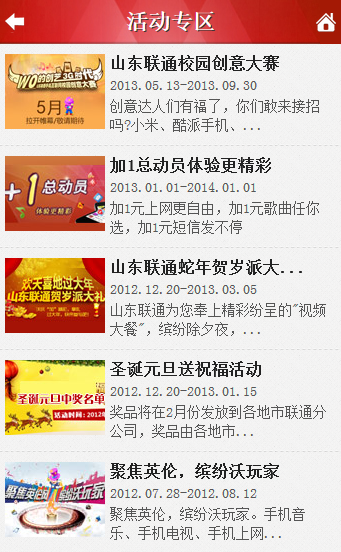 活动专区
WO的创艺 3G时代
5月
拉开帷幕/敬请期待
山东联通校园创意大赛
2013.05.13-2013.09.30
创意达人们有福了，你们敢来接招
吗?小米、酷派手机、...
+1总动员
体验更精彩
加1总动员体验更精彩
2013.01.01-2014.01.01
加1元上网更自由，加1元歌曲任你
选，加1元短信发不停
欢天喜地过大年
山东联通贺岁派大礼
山东联通蛇年贺岁派大...
2012.12.20-2013.03.05
山东联通为您奉上精彩纷呈的"视频
大餐"，缤纷除夕夜，...
圣诞元旦中奖名单
活动时间：2012
圣诞元旦送祝福活动
2012.12.20-2013.01.15
奖品将在2月份发放到各地市联通分
公司，奖品由各地市...
聚焦英伦 缤纷沃玩家
聚焦英伦，缤纷沃玩家
2012.07.28-2012.08.12
聚焦英伦，缤纷沃玩家。手机音
乐、手机电视、手机上网...